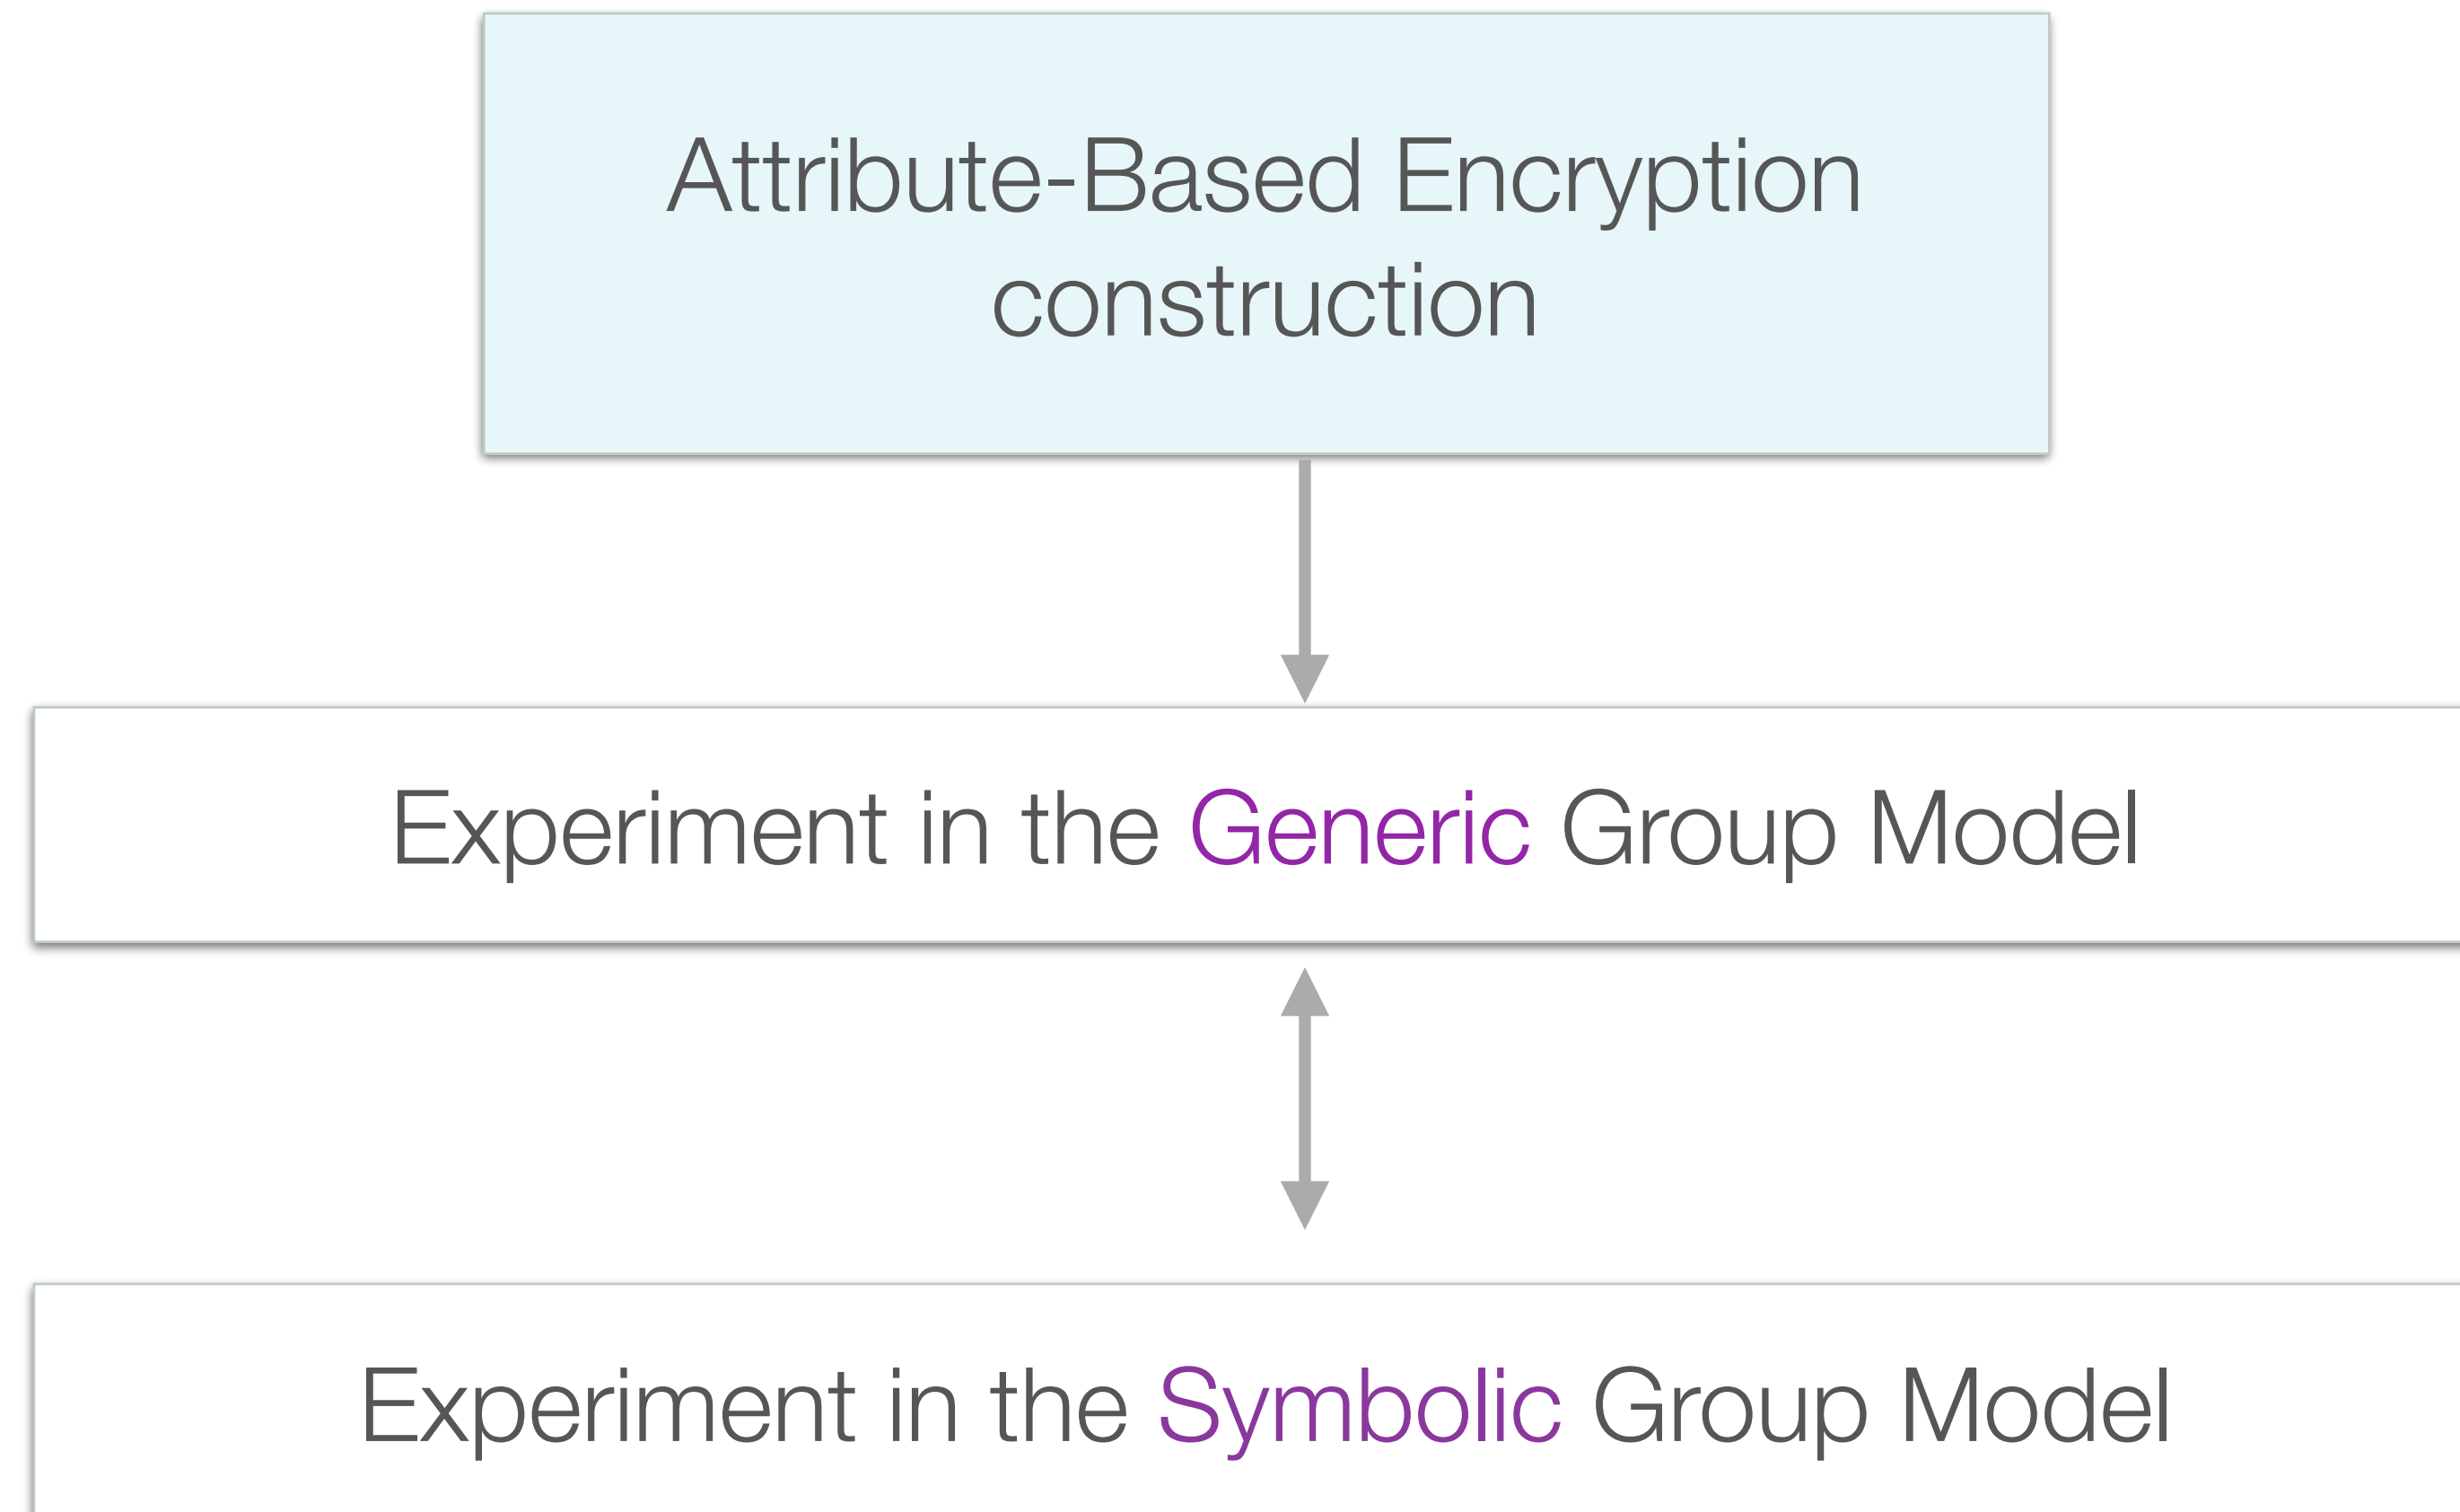 Attribute-Based Encryption
construction
Experiment in the Generic Group Model
Experiment in the Symbolic Group Model